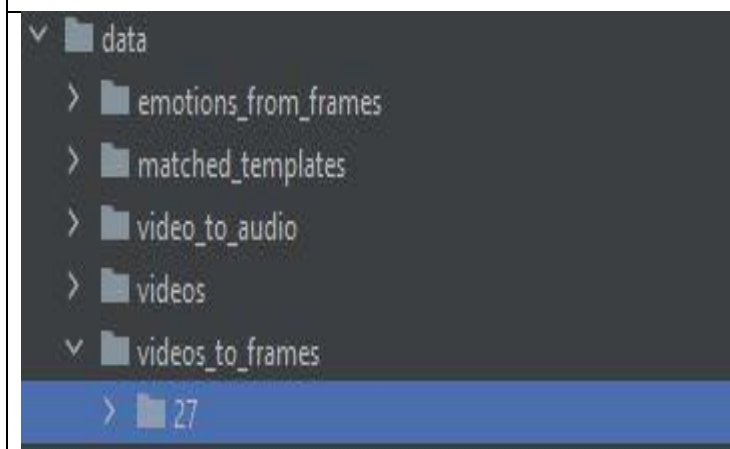 data
emotions_from_frames
matched_templates
video_to_audio
videos
videos_to_frames
27